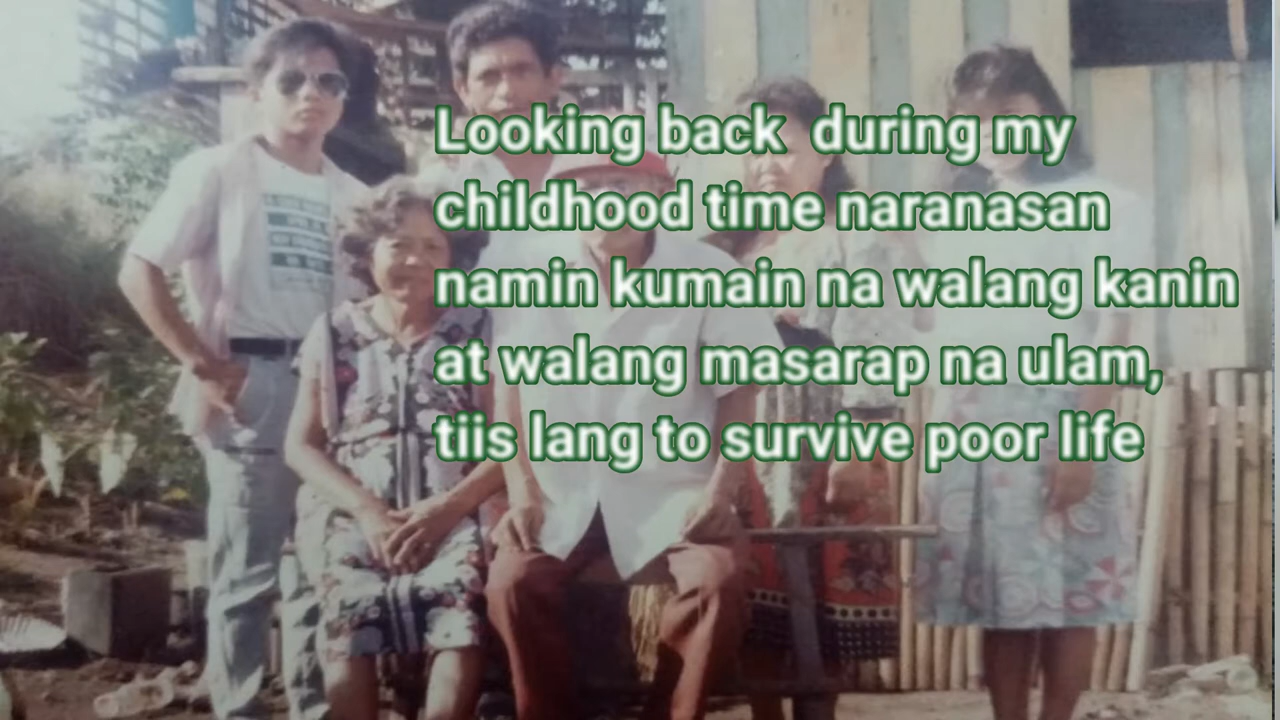 Looking back  during my
childhood time naranasan
namin kumain na walang kanin
at walang masarap na ulam,
tiis lang to survive poor life